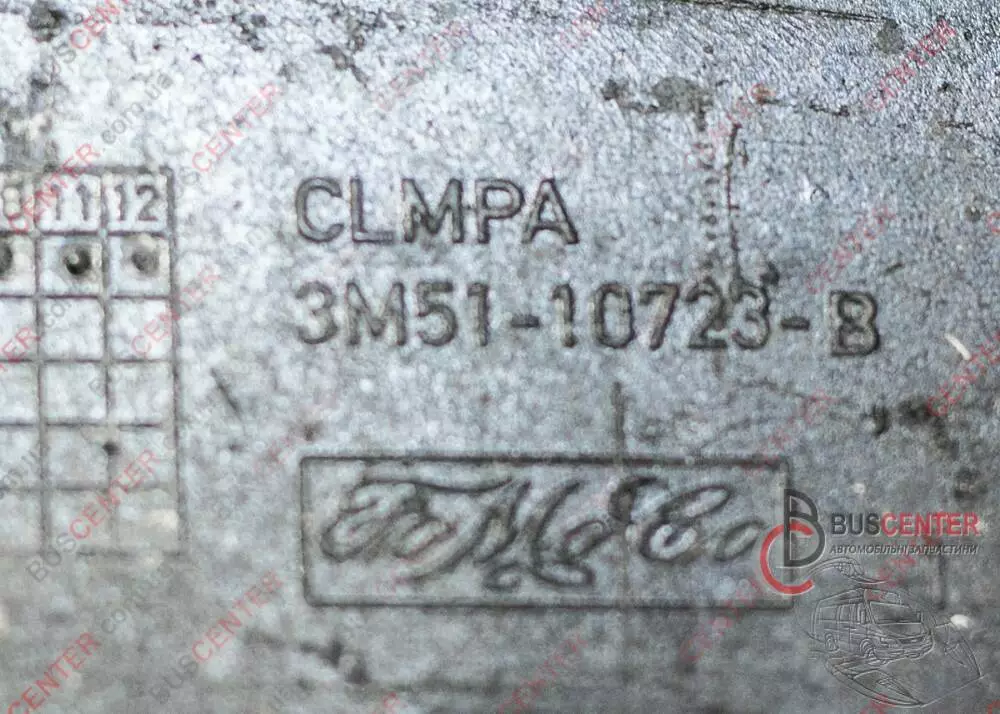 8 11 12
CLMPA
3M51-10723-B
FoMoCo
BUSCENTER
АВТОМОБІЛЬНІ ЗАПЧАСТИНИ